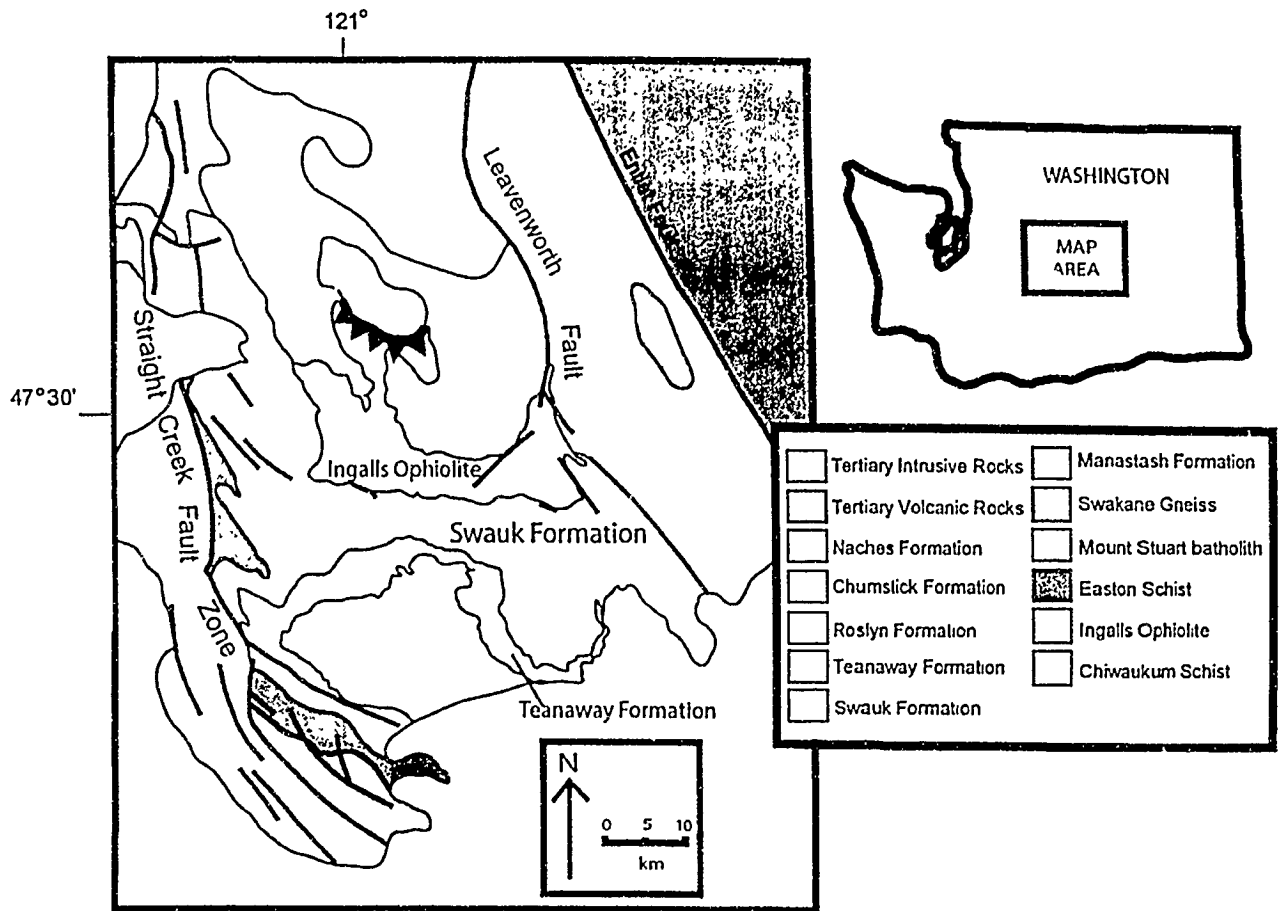 121°
47°30'
Leavenworth
Fault
Entiat Fault
Straight
Creek
Fault
Zone
Ingalls Ophiolite
Swauk Formation
Teanaway Formation
N
0 5 10
km
WASHINGTON
MAP
AREA
Tertiary Intrusive Rocks
Tertiary Volcanic Rocks
Naches Formation
Chumstick Formation
Roslyn Formation
Teanaway Formation
Swauk Formation
Manastash Formation
Swakane Gneiss
Mount Stuart batholith
Easton Schist
Ingalls Ophiolite
Chiwaukum Schist